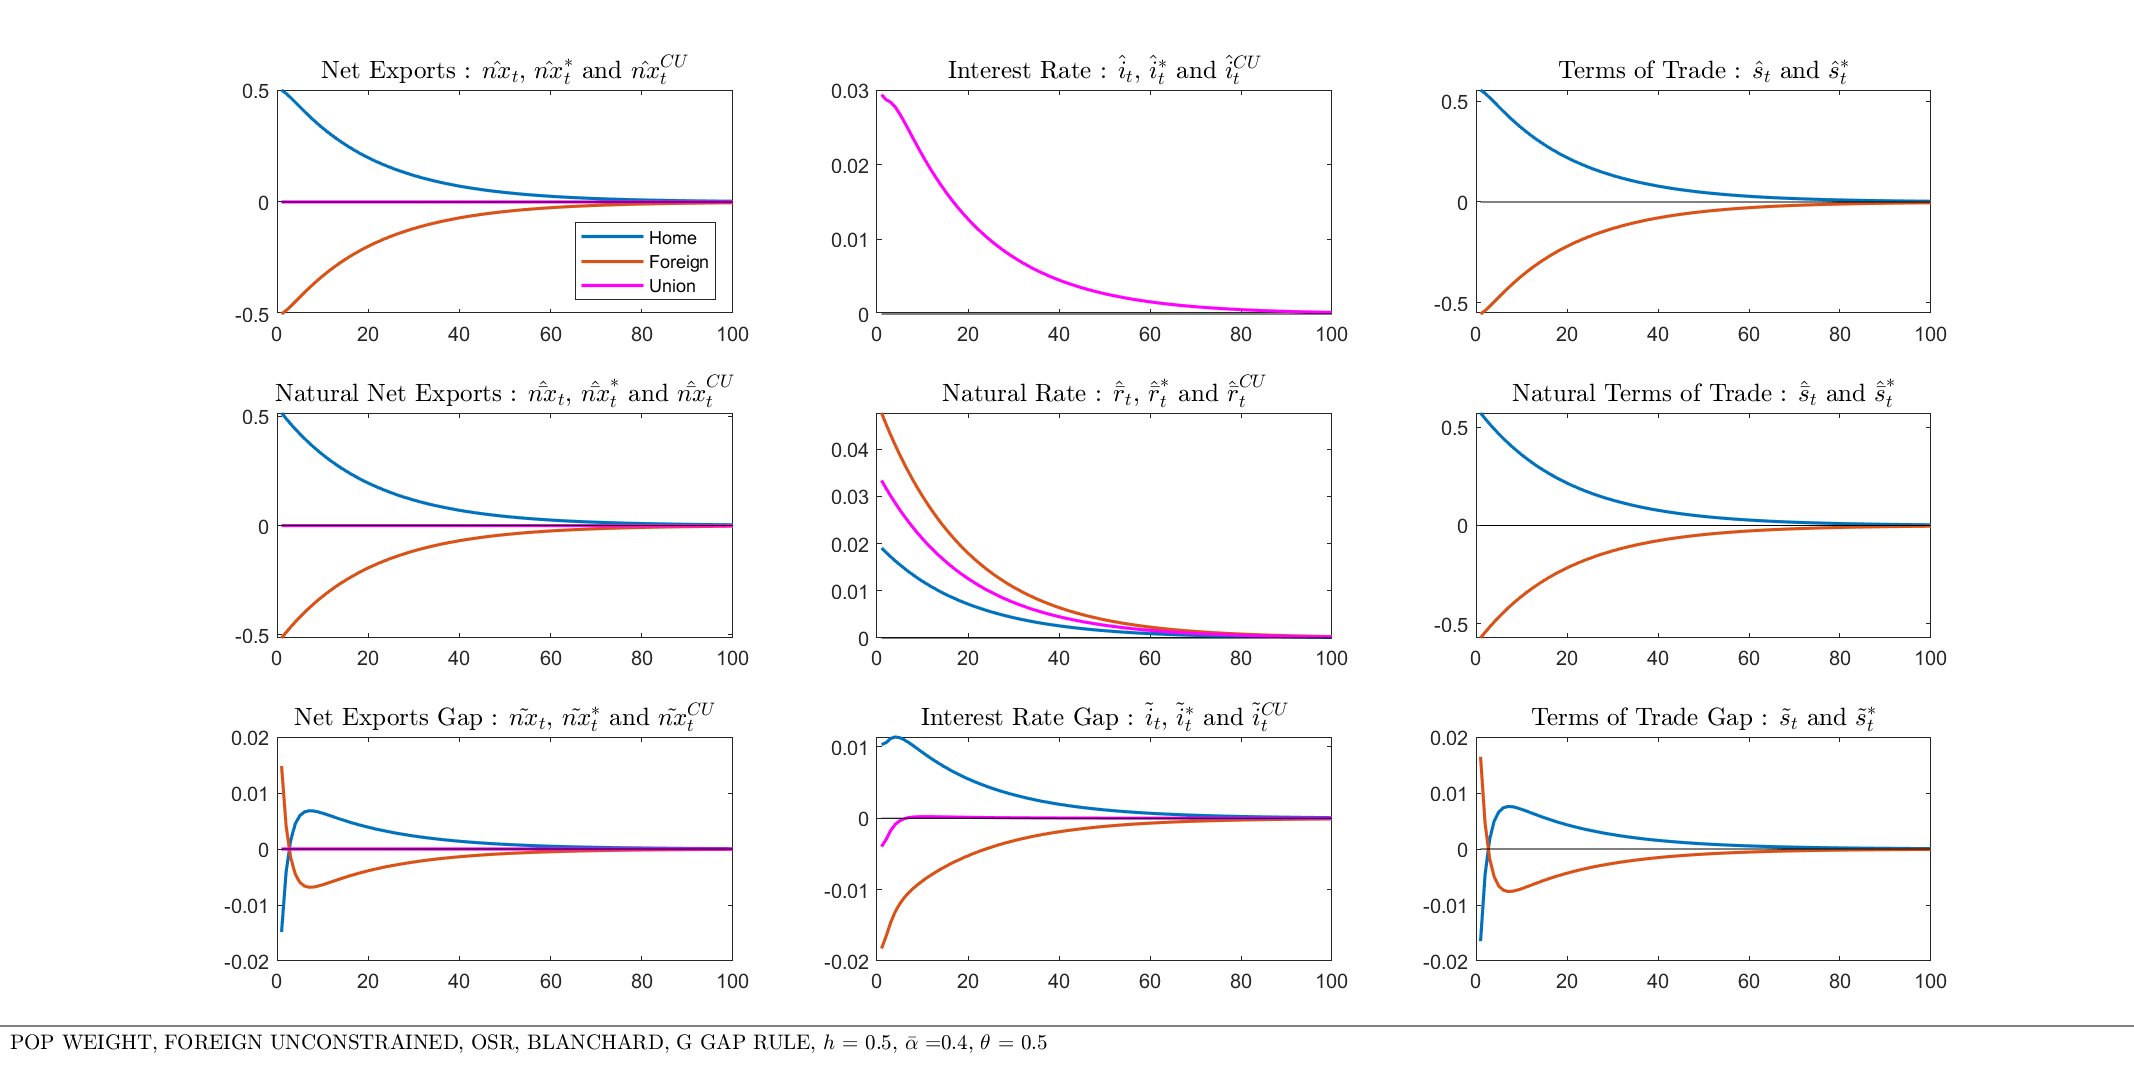 Net Exports : n̂x_t, n̂x*_t and n̂x^CU_t
0.5
0
-0.5
0 20 40 60 80 100
Home
Foreign
Union
Interest Rate : î_t, î*_t and î^CU_t
0.03
0.02
0.01
0
0 20 40 60 80 100
Terms of Trade : ŝ_t and ŝ*_t
0.5
0
-0.5
0 20 40 60 80 100
Natural Net Exports : n̄̂x_t, n̄̂x*_t and n̄̂x^CU_t
0.5
0
-0.5
0 20 40 60 80 100
Natural Rate : r̄̂_t, r̄̂*_t and r̄̂^CU_t
0.04
0.03
0.02
0.01
0
0 20 40 60 80 100
Natural Terms of Trade : s̄̂_t and s̄̂*_t
0.5
0
-0.5
0 20 40 60 80 100
Net Exports Gap : ñx_t, ñx*_t and ñx^CU_t
0.02
0.01
0
-0.01
-0.02
0 20 40 60 80 100
Interest Rate Gap : ĩ_t, ĩ*_t and ĩ^CU_t
0.01
0
-0.01
-0.02
0 20 40 60 80 100
Terms of Trade Gap : s̃_t and s̃*_t
0.02
0.01
0
-0.01
-0.02
0 20 40 60 80 100
POP WEIGHT, FOREIGN UNCONSTRAINED, OSR, BLANCHARD, G GAP RULE, h = 0.5, ᾱ =0.4, θ = 0.5